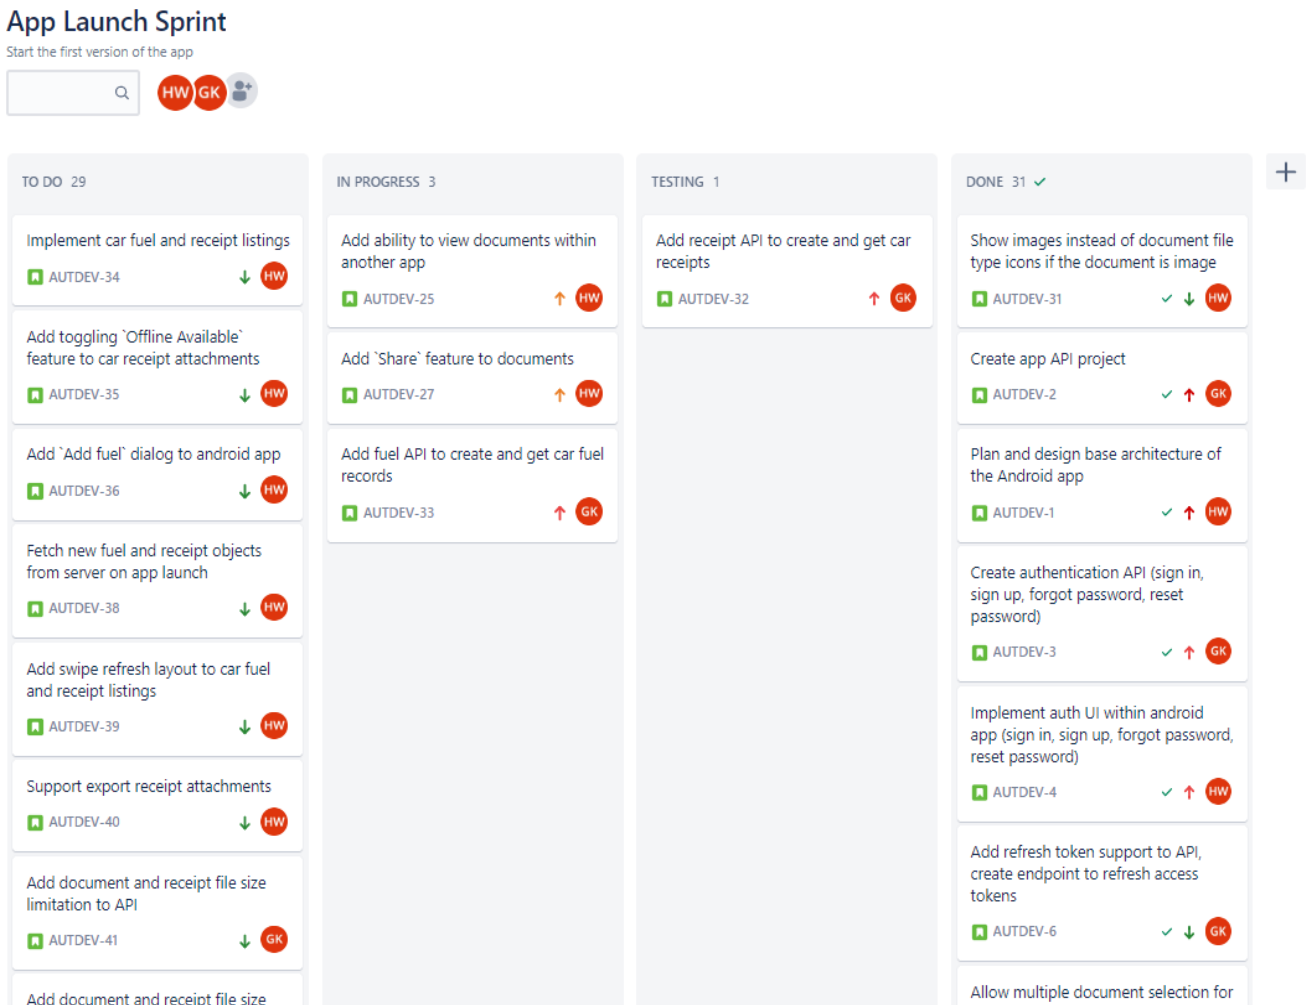 App Launch Sprint
Start the first version of the app
HW GK
TO DO 29
Implement car fuel and receipt listings
AUTDEV-34 HW
Add toggling `Offline Available`
feature to car receipt attachments
AUTDEV-35 HW
Add `Add fuel` dialog to android app
AUTDEV-36 HW
Fetch new fuel and receipt objects
from server on app launch
AUTDEV-38 HW
Add swipe refresh layout to car fuel
and receipt listings
AUTDEV-39 HW
Support export receipt attachments
AUTDEV-40 HW
Add document and receipt file size
limitation to API
AUTDEV-41 GK
Add document and receipt file size
IN PROGRESS 3
Add ability to view documents within
another app
AUTDEV-25 HW
Add `Share` feature to documents
AUTDEV-27 HW
Add fuel API to create and get car fuel
records
AUTDEV-33 GK
TESTING 1
Add receipt API to create and get car
receipts
AUTDEV-32 GK
DONE 31
Show images instead of document file
type icons if the document is image
AUTDEV-31 HW
Create app API project
AUTDEV-2 GK
Plan and design base architecture of
the Android app
AUTDEV-1 HW
Create authentication API (sign in,
sign up, forgot password, reset
password)
AUTDEV-3 GK
Implement auth UI within android
app (sign in, sign up, forgot password,
reset password)
AUTDEV-4 HW
Add refresh token support to API,
create endpoint to refresh access
tokens
AUTDEV-6 GK
Allow multiple document selection for